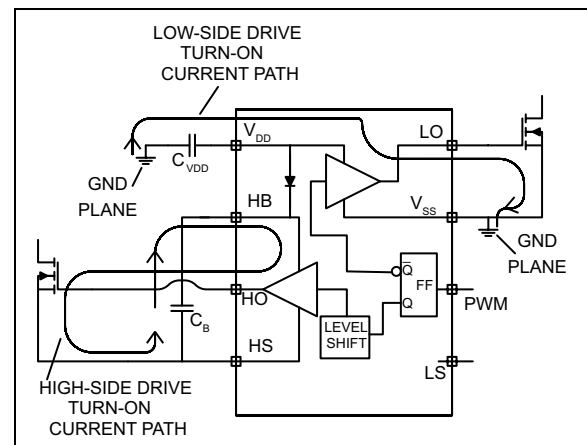 LOW-SIDE DRIVE
TURN-ON
CURRENT PATH
VDD
LO
CVDD
GND
PLANE
HB
VSS
GND
PLANE
Q
FF
Q
HO
PWM
CB
LEVEL
SHIFT
HS
LS
HIGH-SIDE DRIVE
TURN-ON
CURRENT PATH